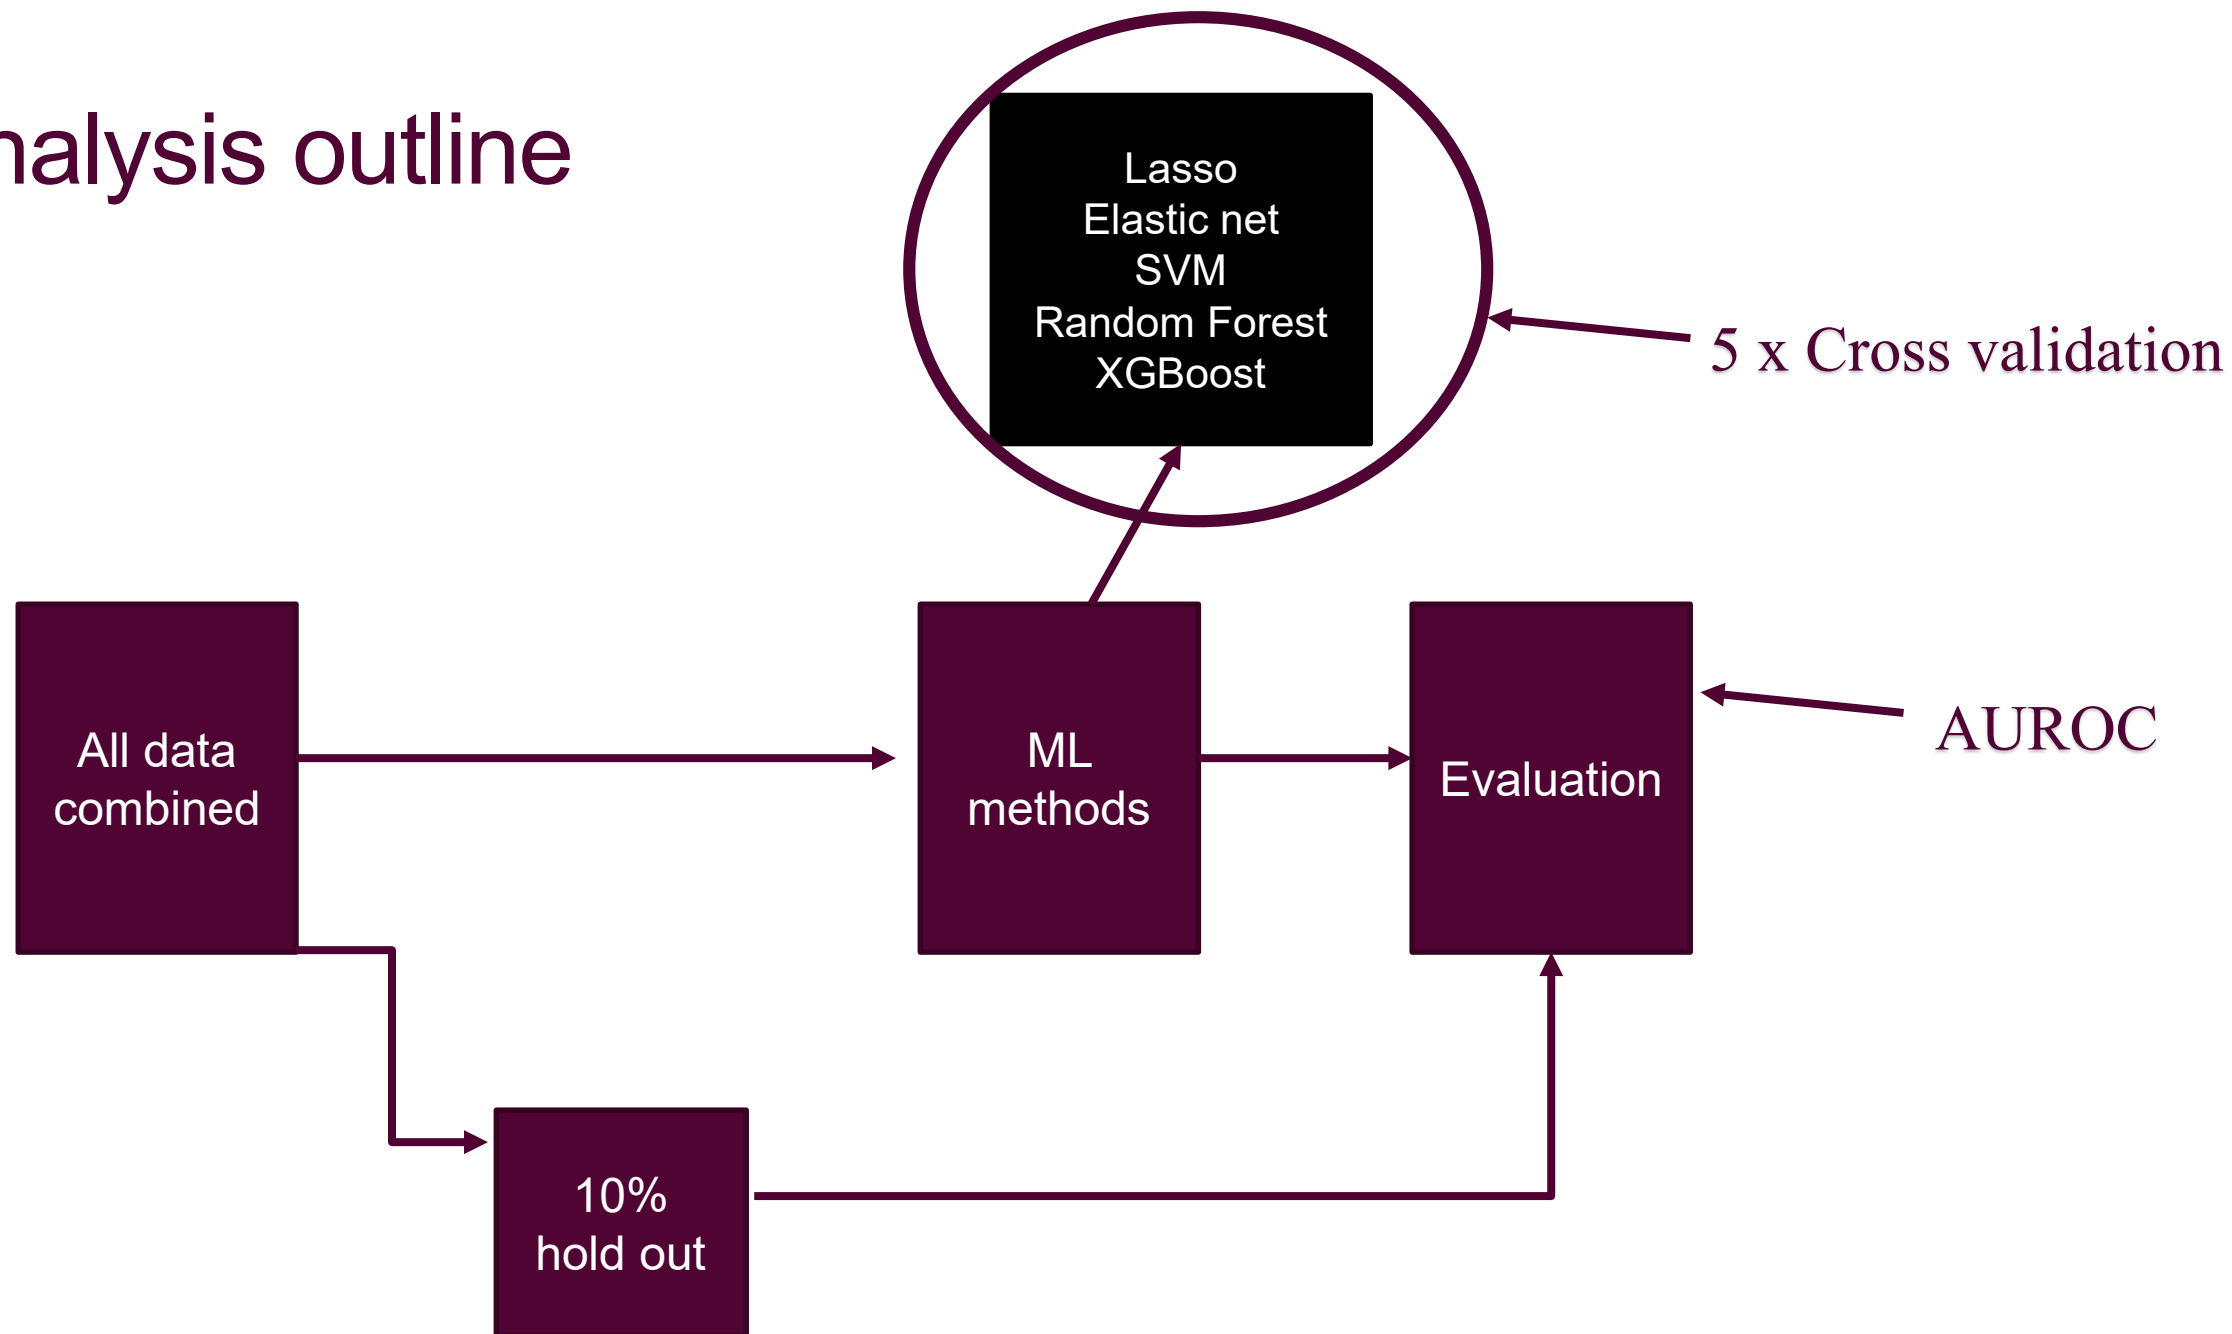 nalysis outline
Lasso
Elastic net
SVM
Random Forest
XGBoost
5 x Cross validation
All data
combined
ML
methods
Evaluation
AUROC
10%
hold out